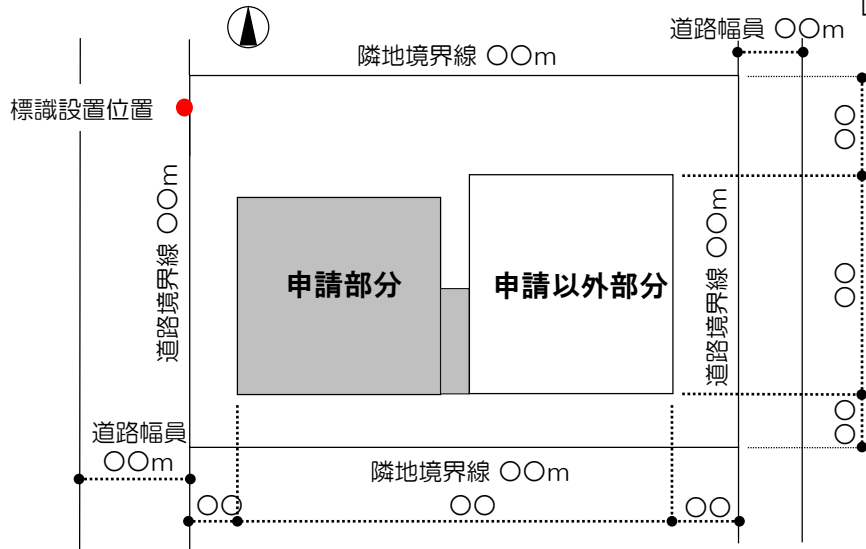 道路幅員 〇〇m
隣地境界線 〇〇m
標識設置位置
〇〇
道路境界線 〇〇m
申請部分
申請以外部分
道路境界線 〇〇m
〇〇
道路幅員
〇〇m
隣地境界線 〇〇m
〇〇
〇〇
〇〇
〇〇